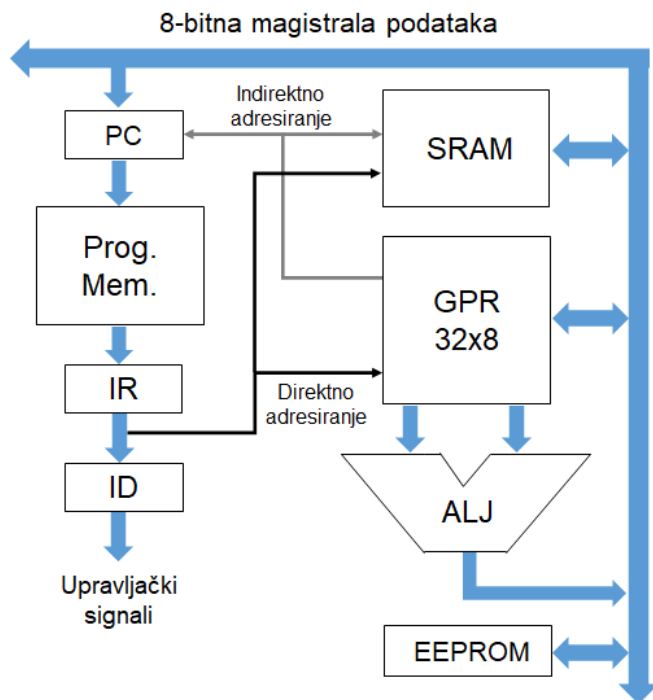 8-bitna magistrala podataka
PC
Indirektno
adresiranje
SRAM
Prog.
Mem.
GPR
32x8
IR
Direktno
adresiranje
ID
ALJ
Upravljački
signali
EEPROM